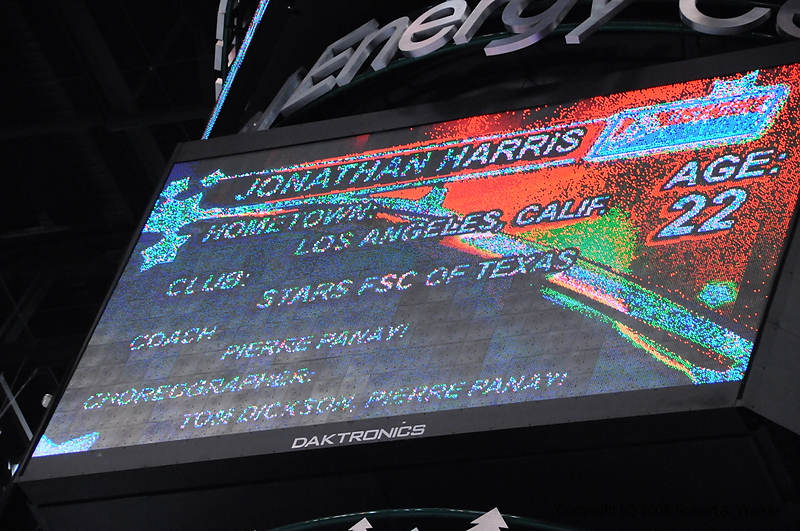 Energy C
JONATHAN HARRIS
AGE:
22
HOMETOWN:
LOS ANGELES, CALIF
CLUB:
STARS FSC OF TEXAS
COACH
PIERRE PANAYI
CHOREOGRAPHER:
TOM DICKSON, PIERRE PANAYI
DAKTRONICS